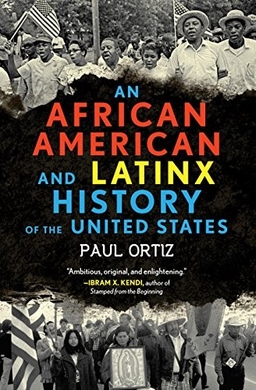 AN
AFRICAN
AMERICAN
AND LATINX
HISTORY
OF THE UNITED STATES
PAUL ORTIZ
"Ambitious, original, and enlightening."
—IBRAM X. KENDI, author of
Stamped from the Beginning